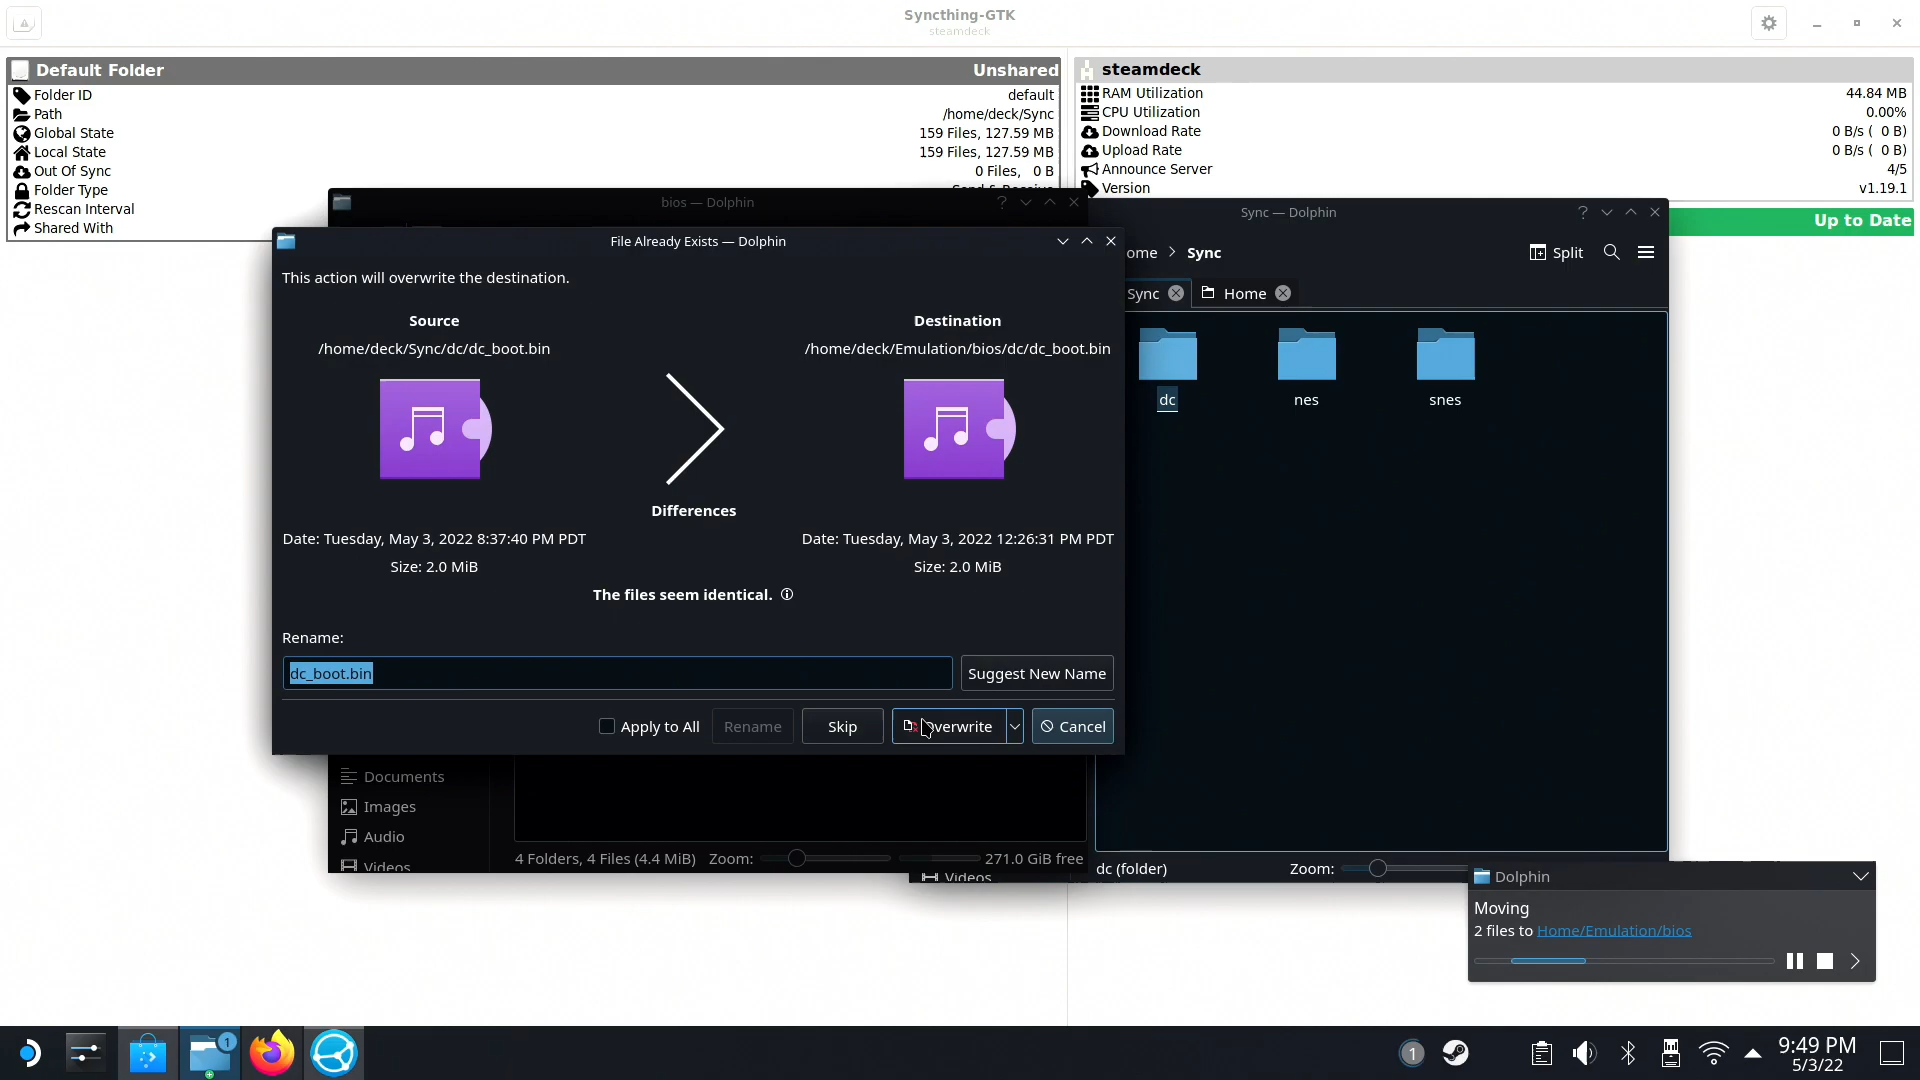 Syncthing-GTK
steamdeck
Default Folder Unshared
Folder ID default
Path /home/deck/Sync
Global State 159 Files, 127.59 MB
Local State 159 Files, 127.59 MB
Out Of Sync 0 Files, 0 B
Folder Type
Rescan Interval
Shared With
steamdeck
RAM Utilization 44.84 MB
CPU Utilization 0.00%
Download Rate 0 B/s ( 0 B)
Upload Rate 0 B/s ( 0 B)
Announce Server 4/5
Version v1.19.1
Up to Date
bios — Dolphin
File Already Exists — Dolphin
This action will overwrite the destination.
Source
/home/deck/Sync/dc/dc_boot.bin
Destination
/home/deck/Emulation/bios/dc/dc_boot.bin
Differences
Date: Tuesday, May 3, 2022 8:37:40 PM PDT
Size: 2.0 MiB
Date: Tuesday, May 3, 2022 12:26:31 PM PDT
Size: 2.0 MiB
The files seem identical.
Rename:
dc_boot.bin
Suggest New Name
Apply to All Rename Skip Overwrite Cancel
Documents
Images
Audio
Videos
4 Folders, 4 Files (4.4 MiB) Zoom: 271.0 GiB free
Videos
Sync — Dolphin
ome > Sync Split
Sync Home
dc nes snes
dc (folder) Zoom:
Dolphin
Moving
2 files to Home/Emulation/bios
1
1
9:49 PM
5/3/22